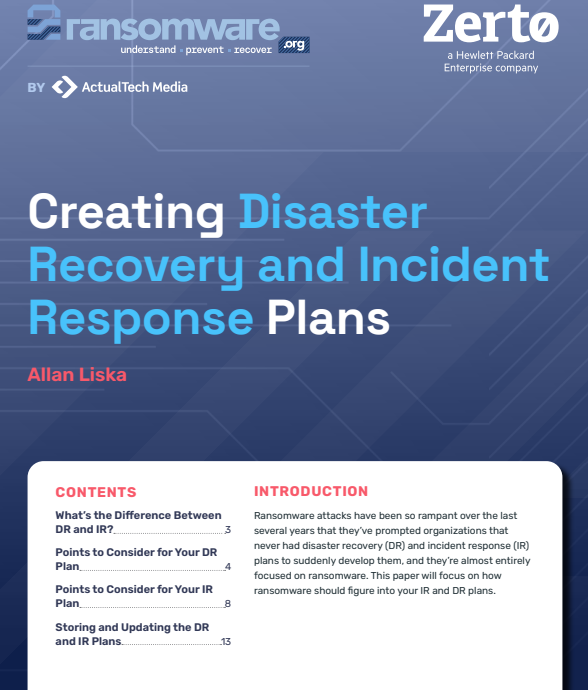 ransomware
.org
understand • prevent • recover
BY ActualTech Media
Zertø
a Hewlett Packard
Enterprise company
Creating Disaster
Recovery and Incident
Response Plans
Allan Liska
CONTENTS
What's the Difference Between
DR and IR? 3
Points to Consider for Your DR
Plan 4
Points to Consider for Your IR
Plan 8
Storing and Updating the DR
and IR Plans 13
INTRODUCTION
Ransomware attacks have been so rampant over the last
several years that they've prompted organizations that
never had disaster recovery (DR) and incident response (IR)
plans to suddenly develop them, and they're almost entirely
focused on ransomware. This paper will focus on how
ransomware should figure into your IR and DR plans.